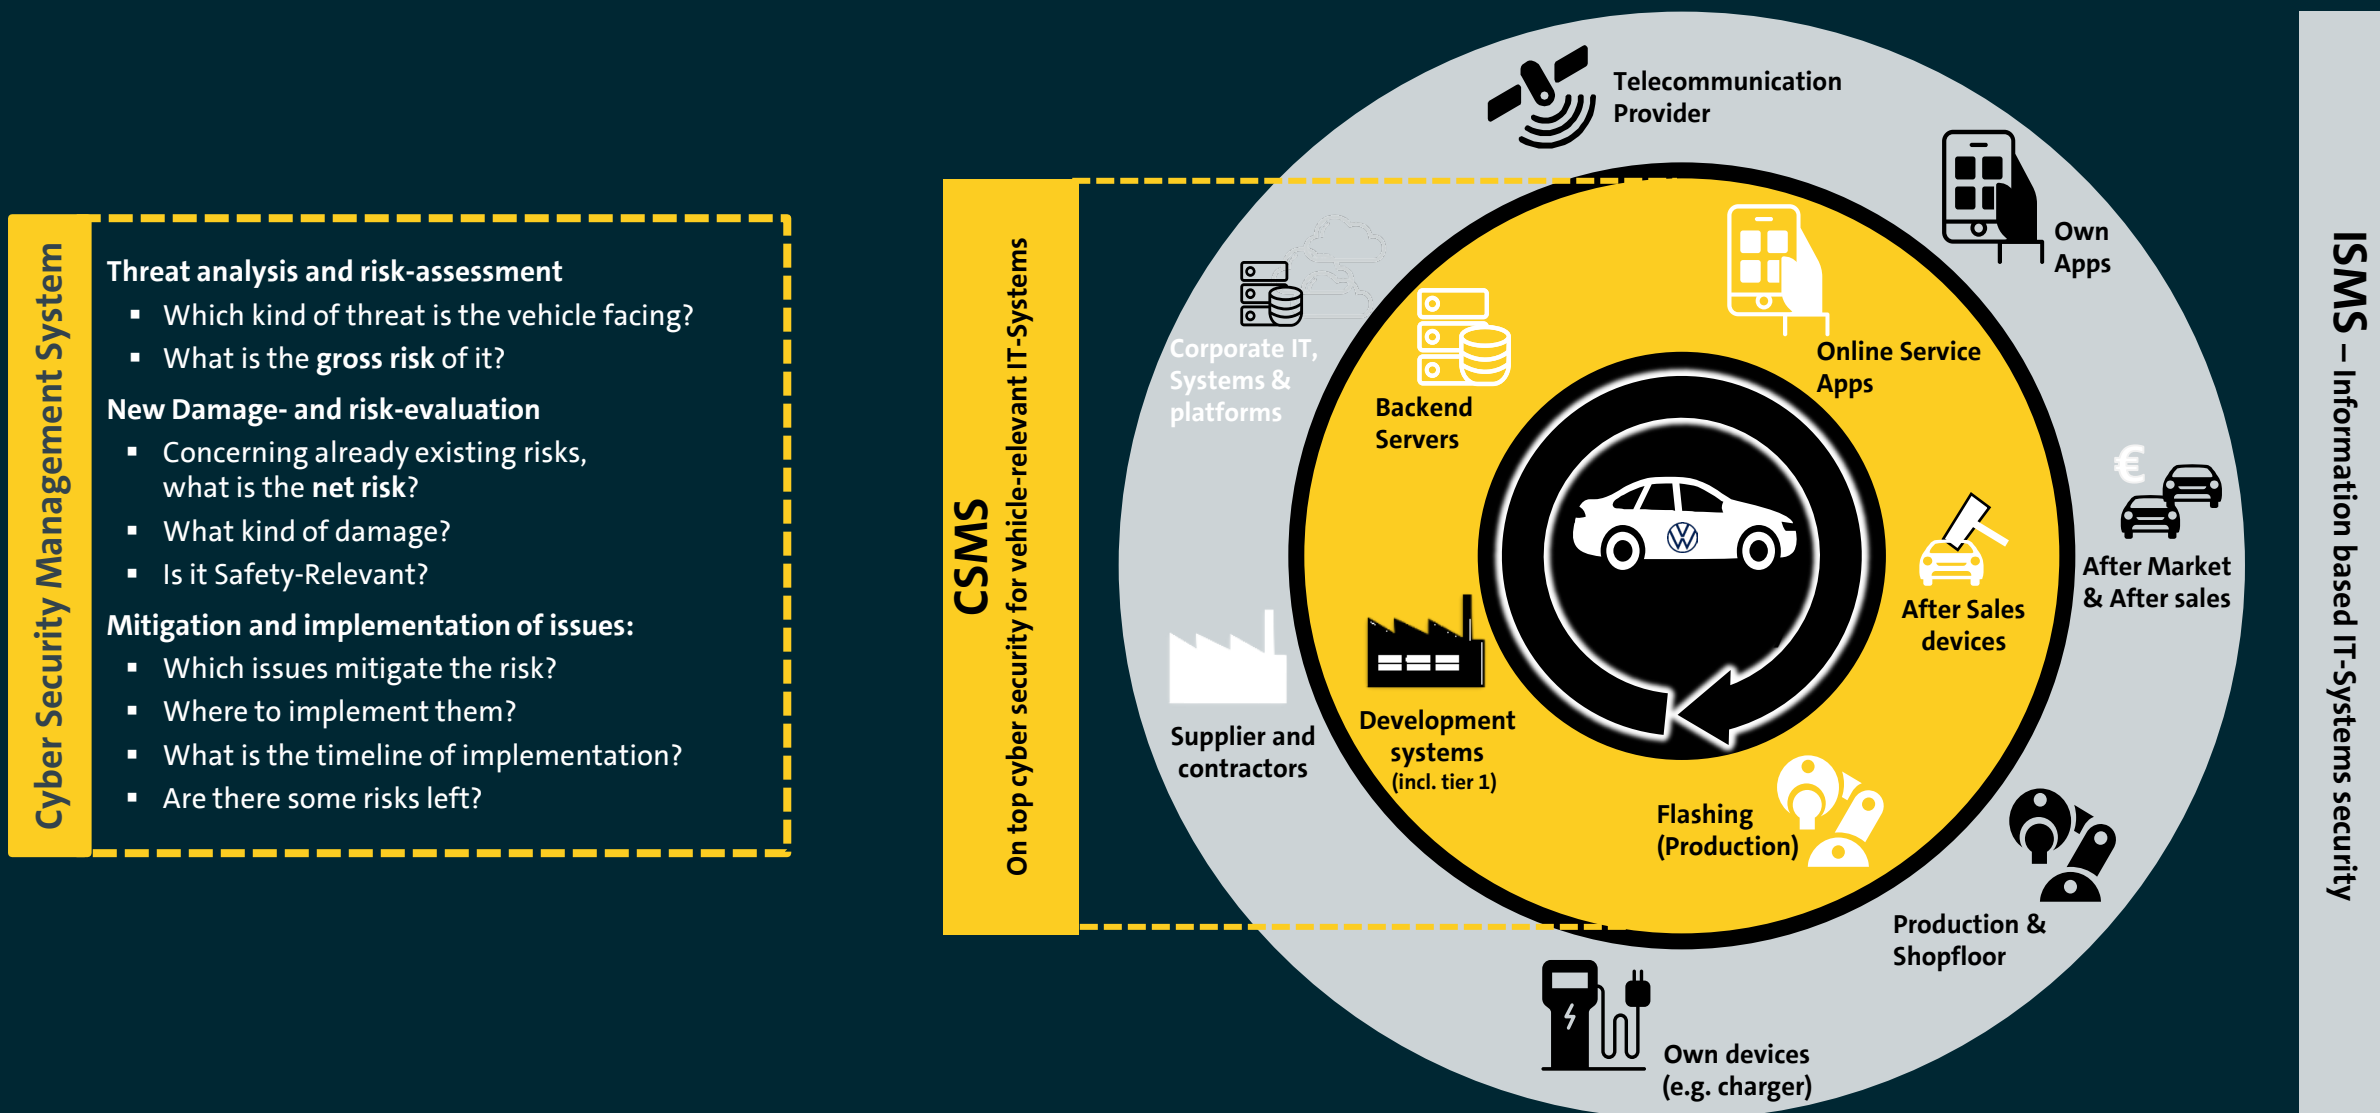 Cyber Security Management System
Threat analysis and risk-assessment
▪ Which kind of threat is the vehicle facing?
▪ What is the gross risk of it?
New Damage- and risk-evaluation
▪ Concerning already existing risks,
what is the net risk?
▪ What kind of damage?
▪ Is it Safety-Relevant?
Mitigation and implementation of issues:
▪ Which issues mitigate the risk?
▪ Where to implement them?
▪ What is the timeline of implementation?
▪ Are there some risks left?
CSMS
On top cyber security for vehicle-relevant IT-Systems
Telecommunication
Provider
Own
Apps
Corporate IT,
Systems &
platforms
Backend
Servers
Online Service
Apps
€
After Market
& After sales
After Sales
devices
VW
Supplier and
contractors
Development
systems
(incl. tier 1)
Flashing
(Production)
Production &
Shopfloor
Own devices
(e.g. charger)
ISMS – Information based IT-Systems security